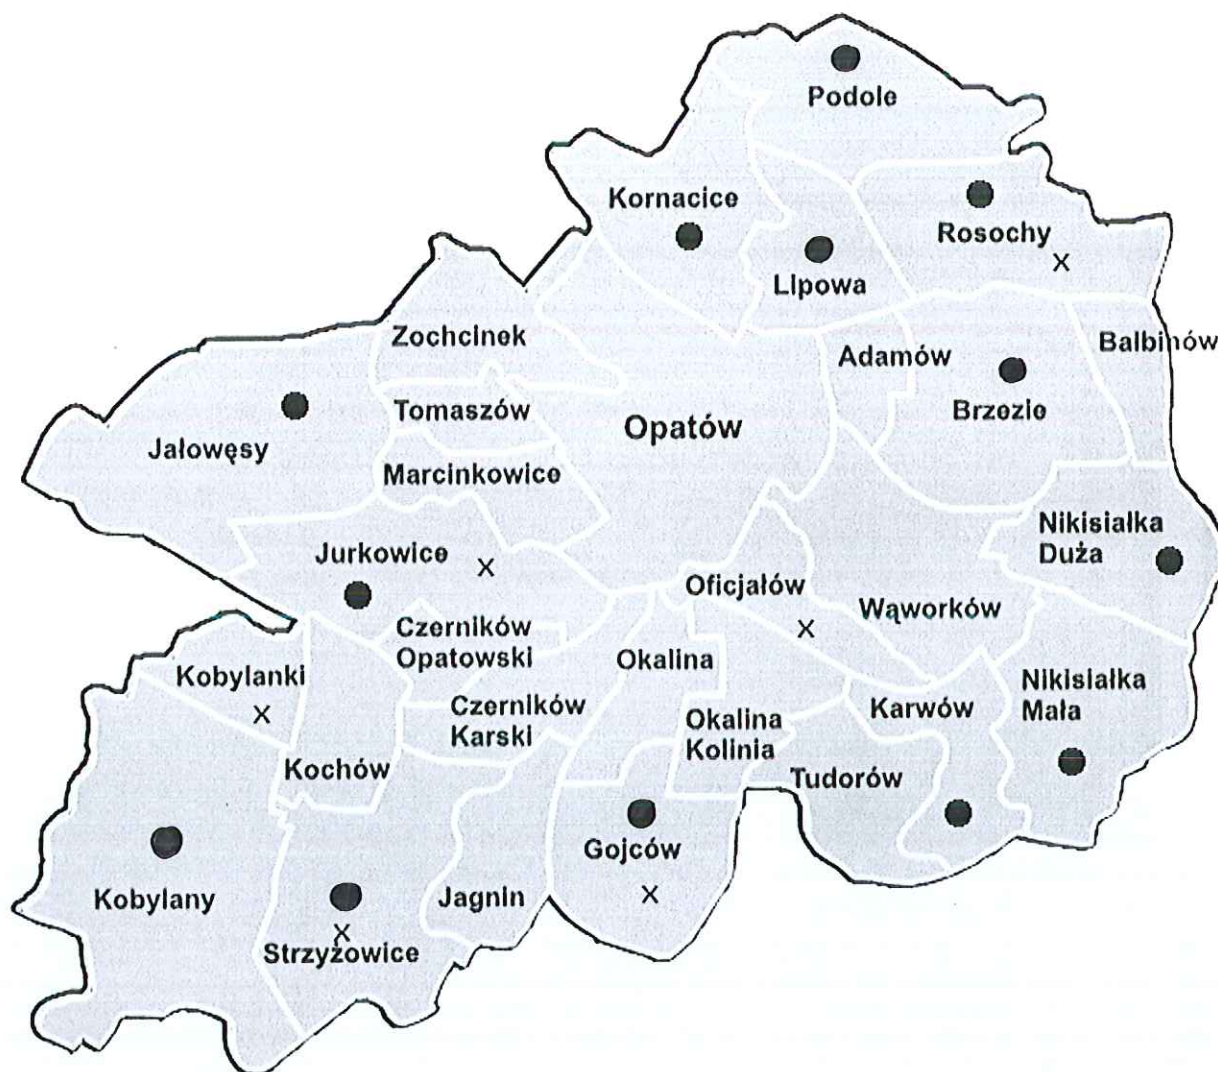 Podole
Kornacice
Rosochy
X
Lipowa
Zochcinek
Adamów
Balbinów
Tomaszów
Opatów
Brzezie
Jałowęsy
Marcinkowice
Nikisiałka
Duża
Jurkowice
X
Oficjałów
X
Wąworków
Czerników
Opatowski
Okalina
Kobylanki
X
Nikisiałka
Mała
Czerników
Karski
Okalina
Kolinia
Karwów
Kochów
Tudorów
Gojców
X
Kobylany
Jagnin
X
Strzyżowice